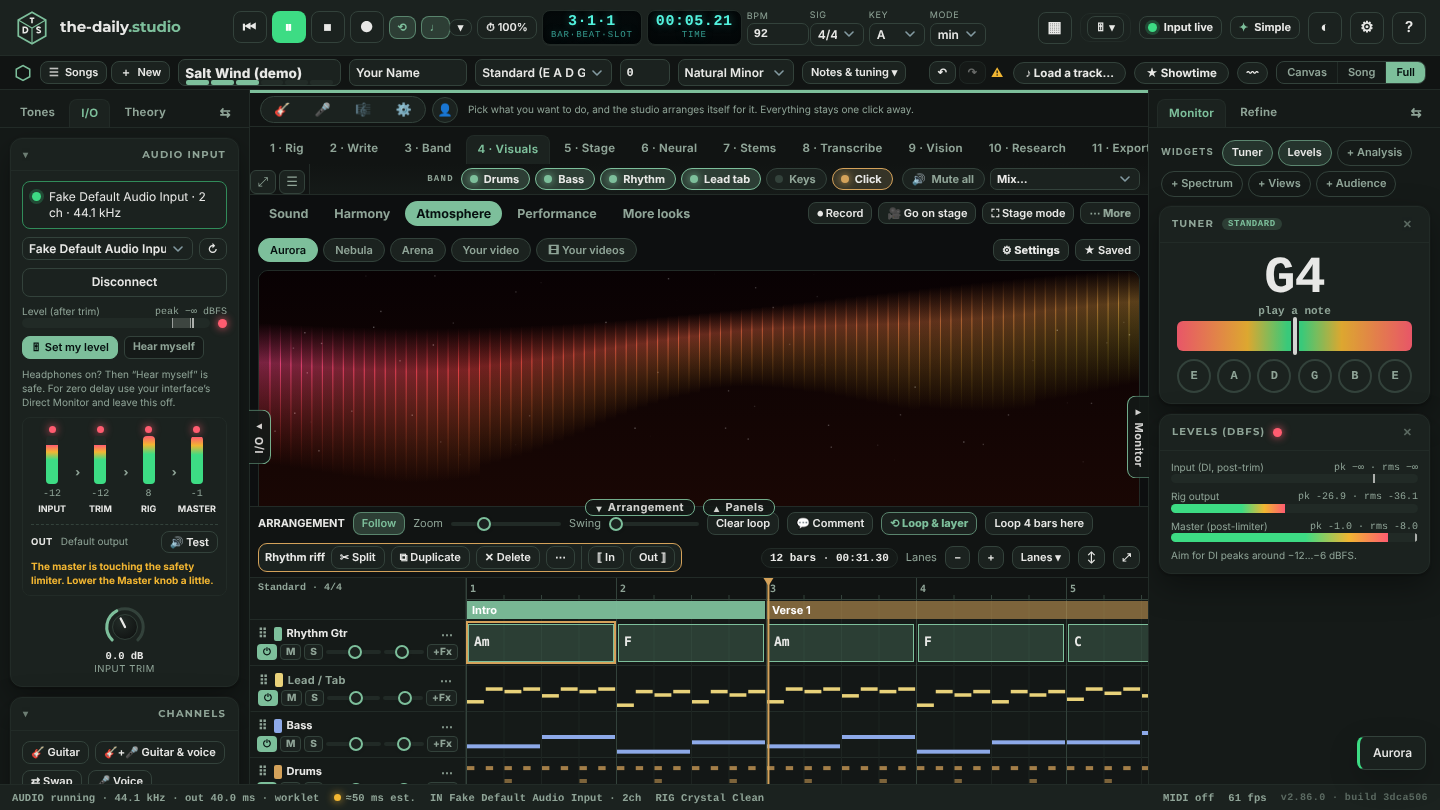 the-daily.studio
100%
3·1·1
BAR·BEAT·SLOT
00:05.21
TIME
BPM
92
SIG
4/4
KEY
A
MODE
min
Input live
Simple
?
Songs
+ New
Salt Wind (demo)
Your Name
Standard (E A D G
0
Natural Minor
Notes & tuning ▾
Load a track…
★ Showtime
Canvas
Song
Full
Tones
I/O
Theory
Pick what you want to do, and the studio arranges itself for it. Everything stays one click away.
Monitor
Refine
1 · Rig
2 · Write
3 · Band
4 · Visuals
5 · Stage
6 · Neural
7 · Stems
8 · Transcribe
9 · Vision
10 · Research
11 · Export
BAND
Drums
Bass
Rhythm
Lead tab
Keys
Click
Mute all
Mix…
Sound
Harmony
Atmosphere
Performance
More looks
Record
Go on stage
Stage mode
⋯ More
Aurora
Nebula
Arena
Your video
Your videos
Settings
★ Saved
AUDIO INPUT
Fake Default Audio Input · 2
ch · 44.1 kHz
Fake Default Audio Inpu
Disconnect
Level (after trim)
peak −∞ dBFS
Set my level
Hear myself
Headphones on? Then “Hear myself” is
safe. For zero delay use your interface’s
Direct Monitor and leave this off.
-12
-12
8
-1
INPUT
TRIM
RIG
MASTER
OUT
Default output
Test
The master is touching the safety
limiter. Lower the Master knob a little.
0.0 dB
INPUT TRIM
CHANNELS
Guitar
Guitar & voice
Swap
Voice
I/O
Monitor
WIDGETS
Tuner
Levels
+ Analysis
+ Spectrum
+ Views
+ Audience
TUNER
STANDARD
×
G4
play a note
E
A
D
G
B
E
LEVELS (DBFS)
×
Input (DI, post-trim)
pk −∞ · rms −∞
Rig output
pk -26.9 · rms -36.1
Master (post-limiter)
pk -1.0 · rms -8.0
Aim for DI peaks around −12…−6 dBFS.
Aurora
▾ Arrangement
▴ Panels
ARRANGEMENT
Follow
Zoom
Swing
Clear loop
Comment
Loop & layer
Loop 4 bars here
Rhythm riff
Split
Duplicate
Delete
⋯
⟦ In
Out ⟧
12 bars · 00:31.30
Lanes
−
+
Lanes ▾
Standard · 4/4
1
2
3
4
5
Intro
Verse 1
Rhythm Gtr
M
S
+Fx
Am
F
Am
F
C
Lead / Tab
M
S
+Fx
Bass
M
S
+Fx
Drums
AUDIO running · 44.1 kHz · out 40.0 ms · worklet
≈50 ms est.
IN Fake Default Audio Input · 2ch
RIG Crystal Clean
MIDI off
61 fps
v2.86.0 · build 3dca506